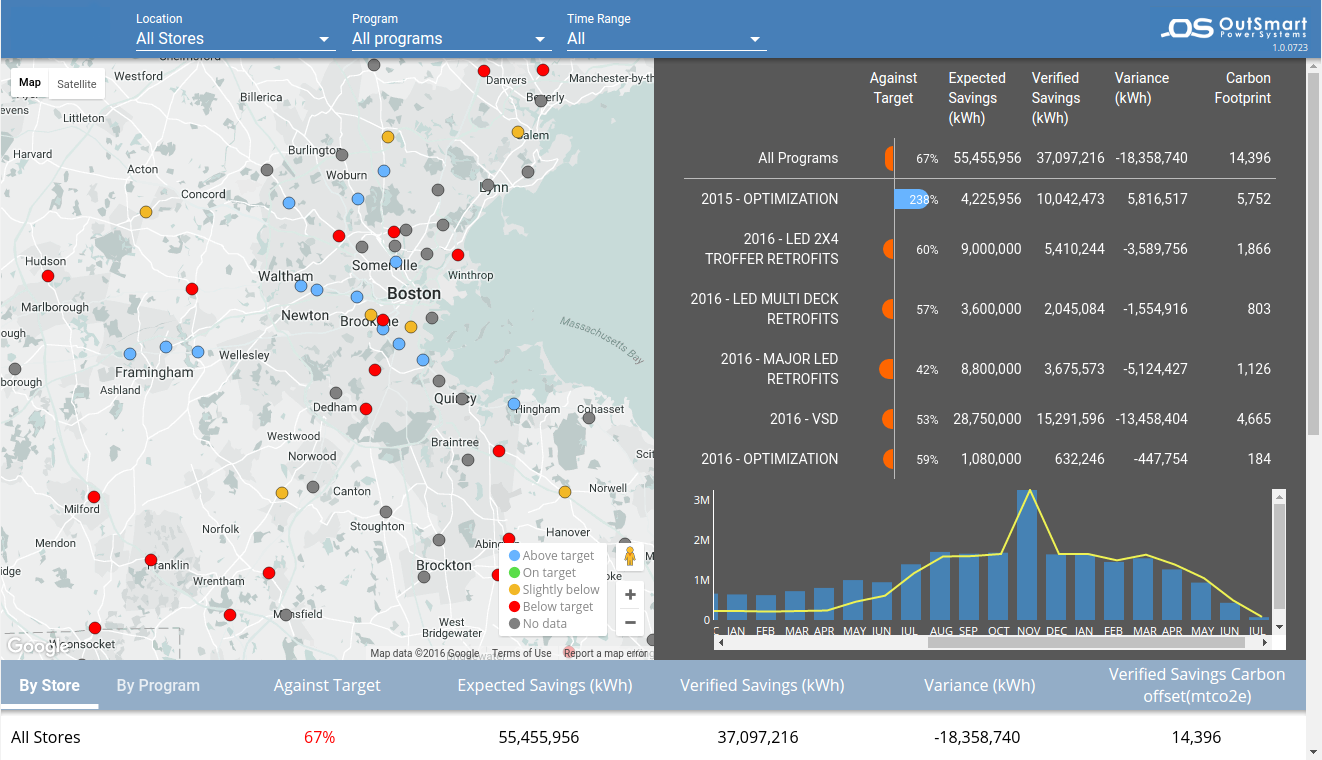 Location
All Stores
Program
All programs
Time Range
All
OS OutSmart
Power Systems
1.0.0723
Map
Satellite
Chelmsford
Westford
Billerica
Danvers
Manchester-by-th
Beverly
evens
Littleton
Salem
Harvard
Burlington
Acton
Woburn
Concord
Lynn
Hudson
Somerville
Waltham
Winthrop
Marlborough
Boston
Newton
Brookline
ough
Massachusetts Bay
Wellesley
Framingham
borough
Ashland
Quincy
Dedham
Hingham
Cohasset
Westwood
Braintree
Norwood
Scit
Canton
Norwell
Milford
Stoughton
Norfolk
Hanover
Mendon
Abing
Franklin
Brockton
idge
Wrentham
oke
Mansfield
West
Bridgewater
Woonsocket
Bridgewater
Above target
On target
Slightly below
Below target
No data
+
−
Google
Map data ©2016 Google
Terms of Use
Report a map error
Against Target
Expected Savings (kWh)
Verified Savings (kWh)
Variance (kWh)
Carbon Footprint
All Programs 67% 55,455,956 37,097,216 -18,358,740 14,396
2015 - OPTIMIZATION 238% 4,225,956 10,042,473 5,816,517 5,752
2016 - LED 2X4
TROFFER RETROFITS 60% 9,000,000 5,410,244 -3,589,756 1,866
2016 - LED MULTI DECK
RETROFITS 57% 3,600,000 2,045,084 -1,554,916 803
2016 - MAJOR LED
RETROFITS 42% 8,800,000 3,675,573 -5,124,427 1,126
2016 - VSD 53% 28,750,000 15,291,596 -13,458,404 4,665
2016 - OPTIMIZATION 59% 1,080,000 632,246 -447,754 184
3M
2M
1M
0
C JAN FEB MAR APR MAY JUN JUL AUG SEP OCT NOV DEC JAN FEB MAR APR MAY JUN JUL
By Store By Program Against Target Expected Savings (kWh) Verified Savings (kWh) Variance (kWh) Verified Savings Carbon
offset(mtco2e)
All Stores 67% 55,455,956 37,097,216 -18,358,740 14,396